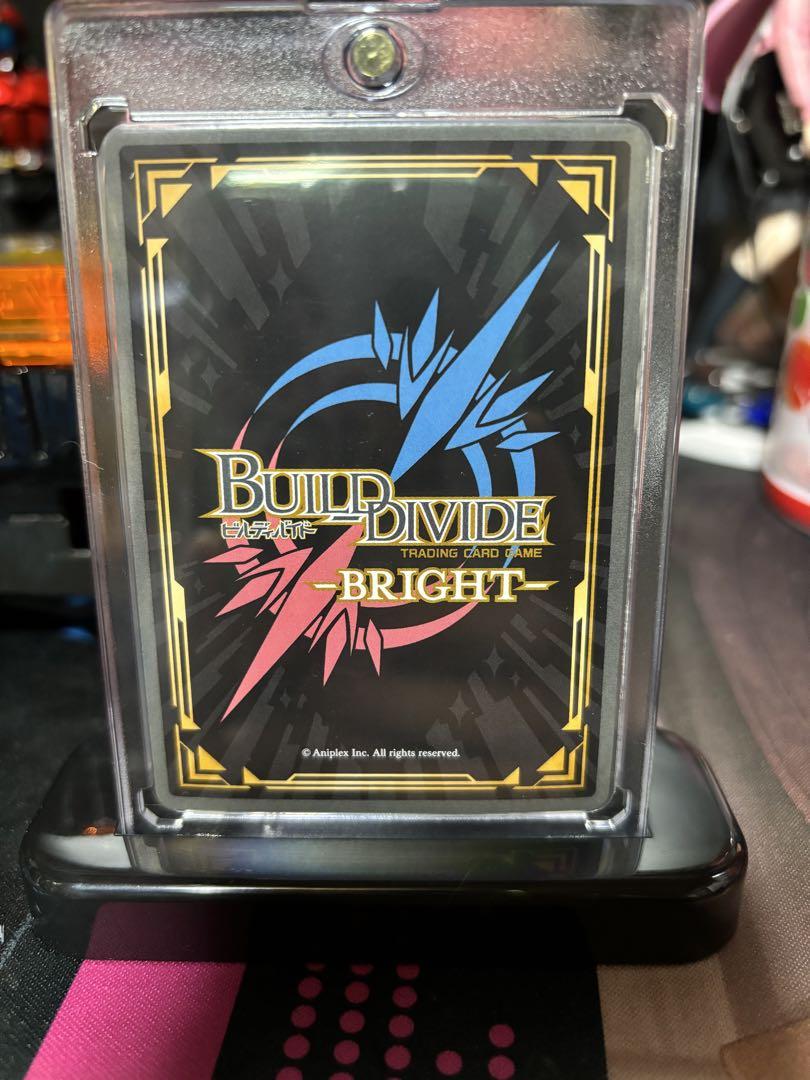 BUILD DIVIDE
ビルディバイド
TRADING CARD GAME
-BRIGHT-
© Aniplex Inc. All rights reserved.